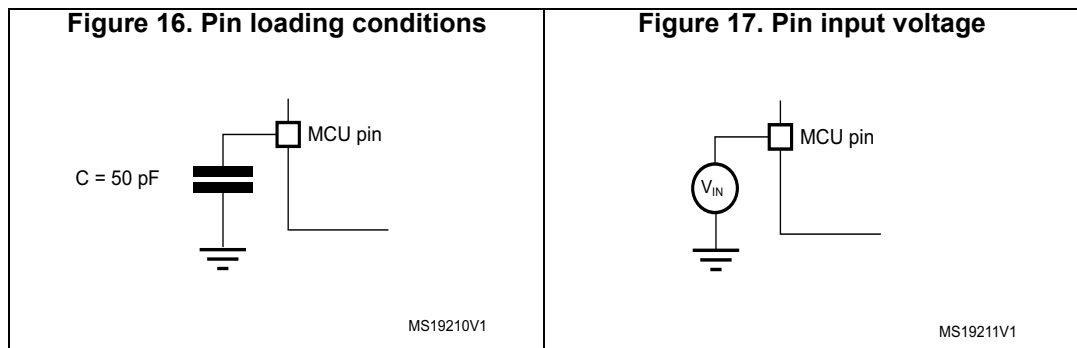 Figure 16. Pin loading conditions
Figure 17. Pin input voltage
MCU pin
C = 50 pF
MS19210V1
MCU pin
VIN
MS19211V1